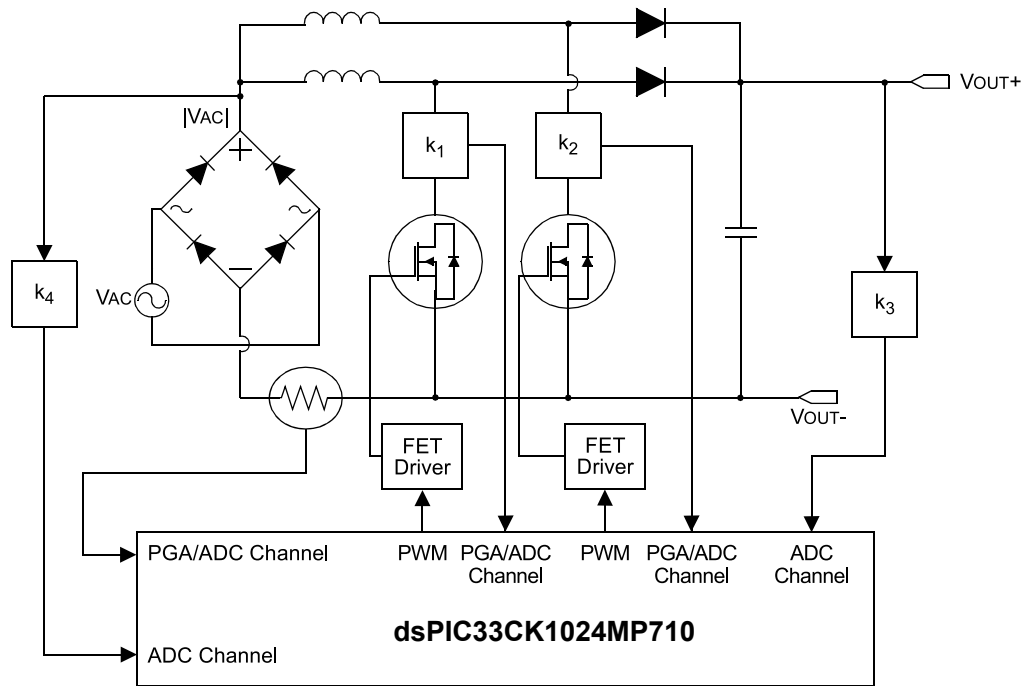 VOUT+
|VAC|
k1
k2
k4
VAC
k3
VOUT-
FET
Driver
FET
Driver
PGA/ADC Channel
PWM
PGA/ADC
Channel
PWM
PGA/ADC
Channel
ADC
Channel
dsPIC33CK1024MP710
ADC Channel